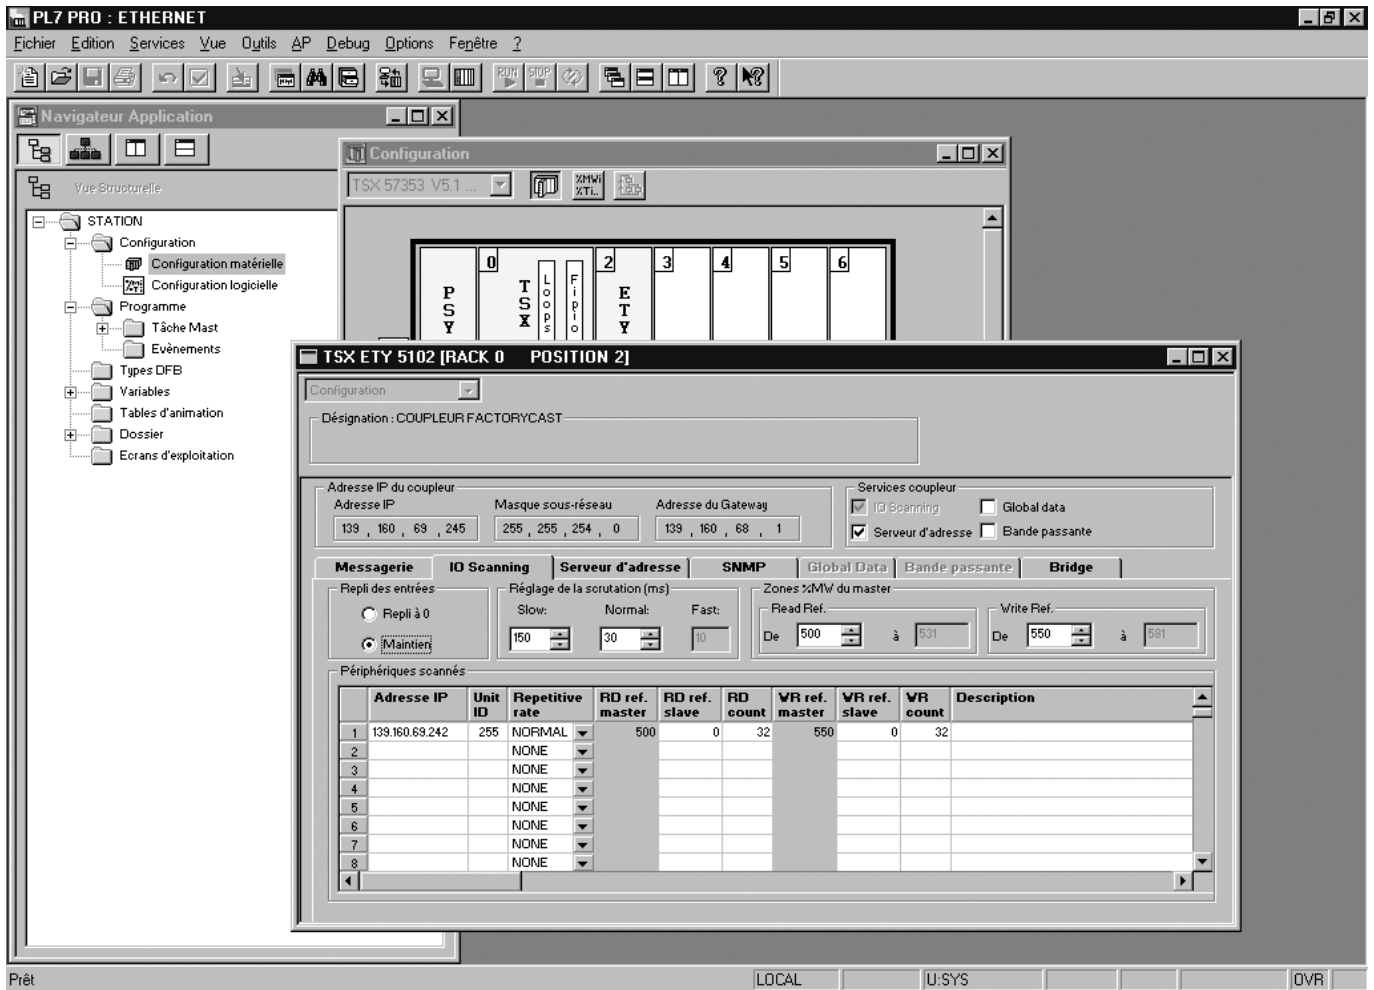 PL7 PRO : ETHERNET
Fichier Edition Services Vue Outils AP Debug Options Fenêtre ?
RUN STOP
Navigateur Application
Vue Structurelle
STATION
Configuration
Configuration matérielle
Configuration logicielle
Programme
Tâche Mast
Evènements
Types DFB
Variables
Tables d'animation
Dossier
Ecrans d'exploitation
Configuration
TSX 57353 V5.1 ...
%MWi
%Ti..
0 2 3 4 5 6
PSY
TSX
Loops
Fipio
ETY
TSX ETY 5102 [RACK 0 POSITION 2]
Configuration
Désignation : COUPLEUR FACTORYCAST
Adresse IP du coupleur
Adresse IP Masque sous-réseau Adresse du Gateway
139 , 160 , 69 , 245 255 , 255 , 254 , 0 139 , 160 , 68 , 1
Services coupleur
IO Scanning Global data
Serveur d'adresse Bande passante
Messagerie IO Scanning Serveur d'adresse SNMP Global Data Bande passante Bridge
Repli des entrées
Repli à 0
Maintien
Réglage de la scrutation (ms)
Slow: Normal: Fast:
150 30 10
Zones %MW du master
Read Ref.
De 500 à 531
Write Ref.
De 550 à 581
Périphériques scannés
Adresse IP Unit ID Repetitive rate RD ref. master RD ref. slave RD count WR ref. master WR ref. slave WR count Description
1 139.160.69.242 255 NORMAL 500 0 32 550 0 32
2 NONE
3 NONE
4 NONE
5 NONE
6 NONE
7 NONE
8 NONE
Prêt LOCAL U:SYS OVR